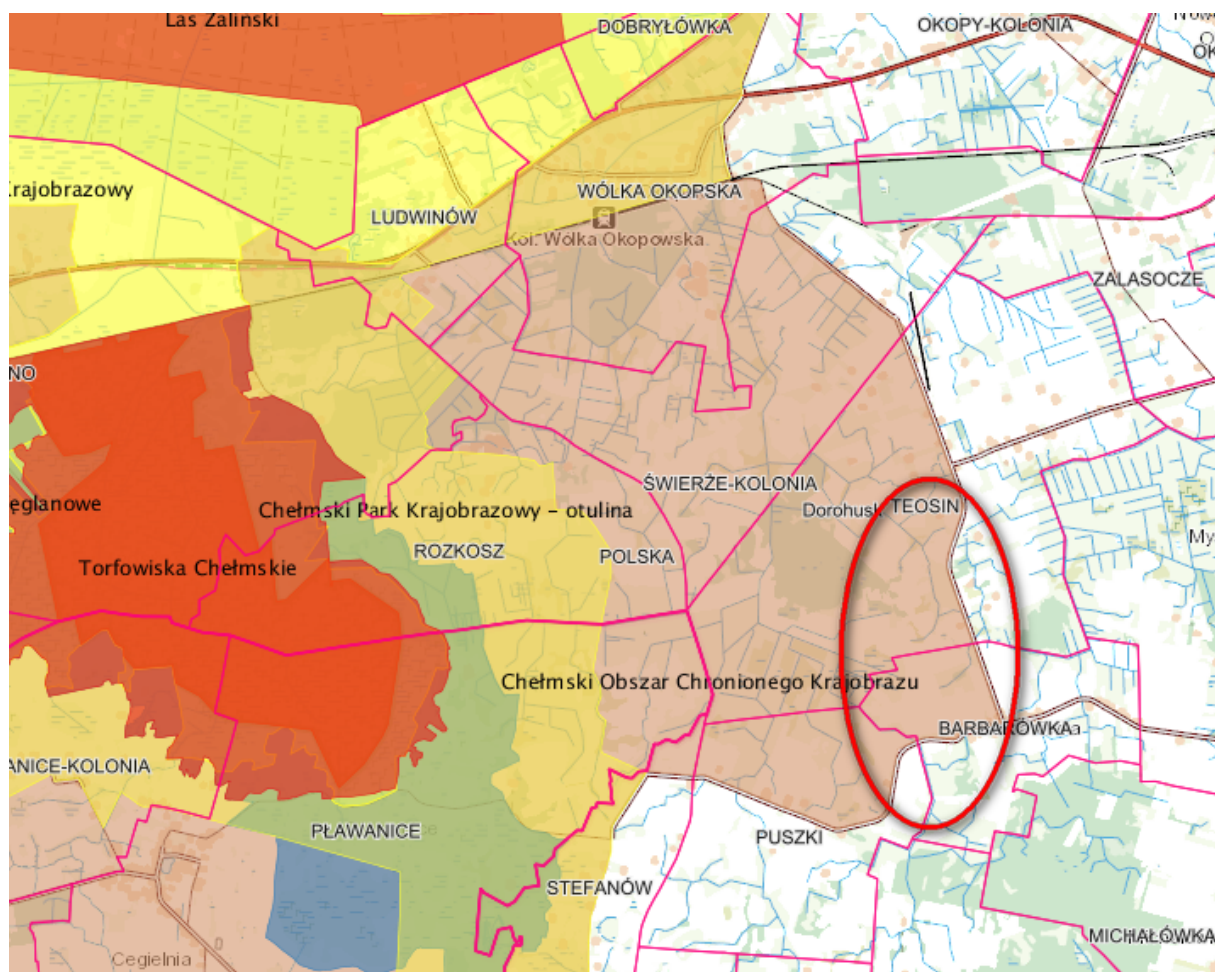 Las Żaliński
DOBRYŁÓWKA
OKOPY-KOLONIA
Krajobrazowy
WÓLKA OKOPSKA
LUDWINÓW
Kol. Wólka Okopowska
ZALASOCZE
NO
ŚWIERŻE-KOLONIA
Dorohusk
TEOSIN
ęglanowe
Chełmski Park Krajobrazowy – otulina
ROZKOSZ
POLSKA
My
Torfowiska Chełmskie
Chełmski Obszar Chronionego Krajobrazu
BARBARÓWKA
ANICE-KOLONIA
PŁAWANICE
PUSZKI
STEFANÓW
MICHAŁÓWKA
Cegielnia